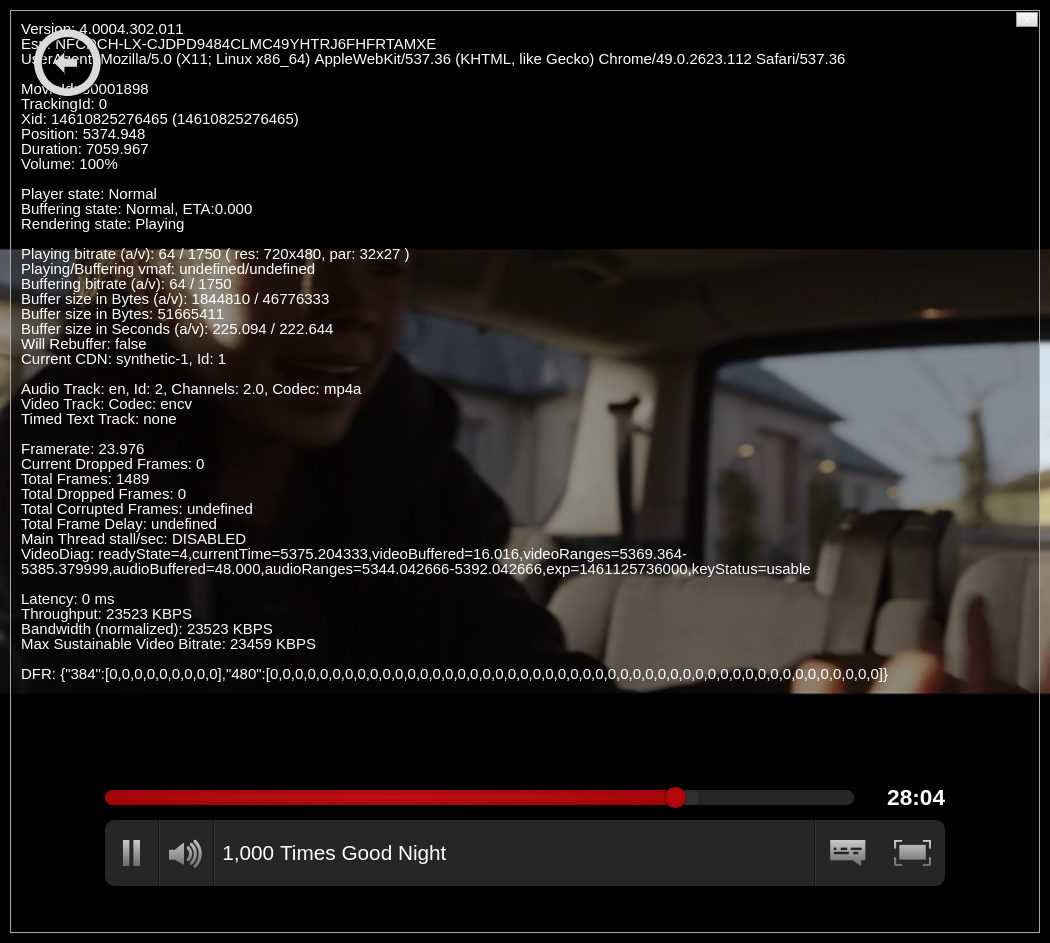 Version: 4.0004.302.011
Esn: NFCDCH-LX-CJDPD9484CLMC49YHTRJ6FHFRTAMXE
UserAgent: Mozilla/5.0 (X11; Linux x86_64) AppleWebKit/537.36 (KHTML, like Gecko) Chrome/49.0.2623.112 Safari/537.36
MovieId: 80001898
TrackingId: 0
Xid: 14610825276465 (14610825276465)
Position: 5374.948
Duration: 7059.967
Volume: 100%
Player state: Normal
Buffering state: Normal, ETA:0.000
Rendering state: Playing
Playing bitrate (a/v): 64 / 1750 ( res: 720x480, par: 32x27 )
Playing/Buffering vmaf: undefined/undefined
Buffering bitrate (a/v): 64 / 1750
Buffer size in Bytes (a/v): 1844810 / 46776333
Buffer size in Bytes: 51665411
Buffer size in Seconds (a/v): 225.094 / 222.644
Will Rebuffer: false
Current CDN: synthetic-1, Id: 1
Audio Track: en, Id: 2, Channels: 2.0, Codec: mp4a
Video Track: Codec: encv
Timed Text Track: none
Framerate: 23.976
Current Dropped Frames: 0
Total Frames: 1489
Total Dropped Frames: 0
Total Corrupted Frames: undefined
Total Frame Delay: undefined
Main Thread stall/sec: DISABLED
VideoDiag: readyState=4,currentTime=5375.204333,videoBuffered=16.016,videoRanges=5369.364-
5385.379999,audioBuffered=48.000,audioRanges=5344.042666-5392.042666,exp=1461125736000,keyStatus=usable
Latency: 0 ms
Throughput: 23523 KBPS
Bandwidth (normalized): 23523 KBPS
Max Sustainable Video Bitrate: 23459 KBPS
DFR: {"384":[0,0,0,0,0,0,0,0,0],"480":[0,0,0,0,0,0,0,0,0,0,0,0,0,0,0,0,0,0,0,0,0,0,0,0,0,0,0,0,0,0,0,0,0,0,0,0,0,0,0,0,0,0,0,0,0,0,0,0,0]}
28:04
1,000 Times Good Night